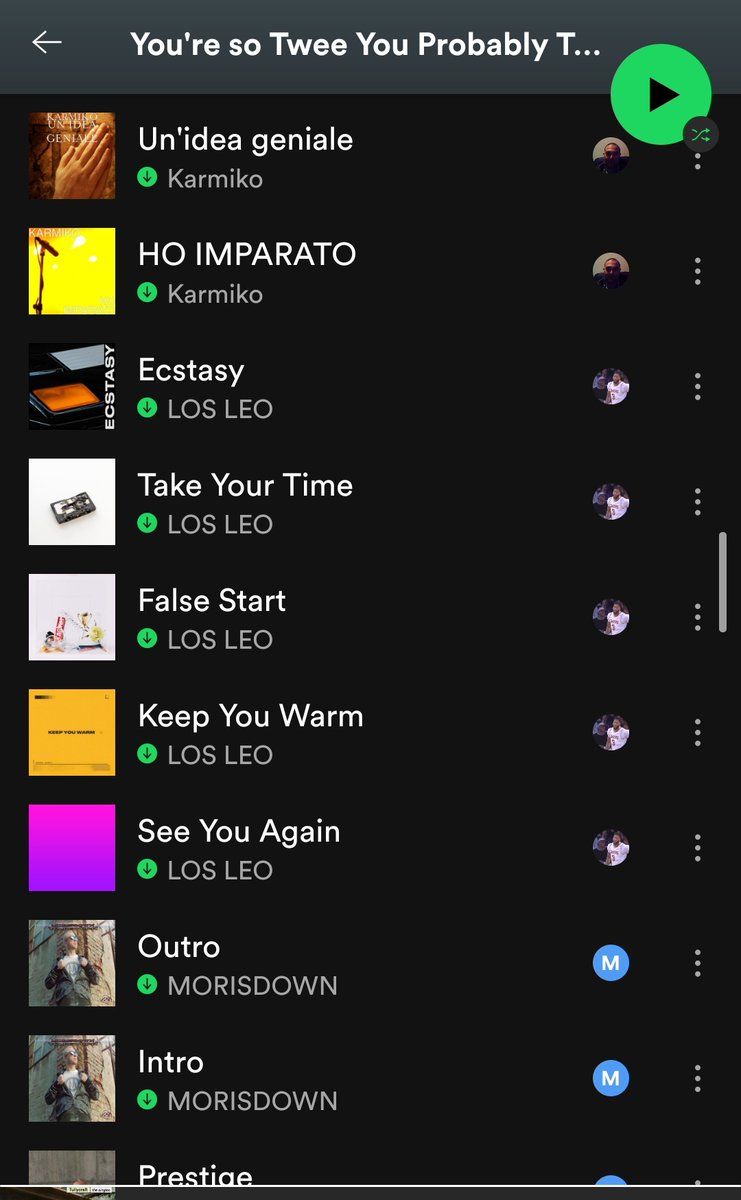 You're so Twee You Probably T...
KARMIKO
UN'IDEA
GENIALE
Un'idea geniale
Karmiko
KARMIKO
HO IMPARATO
Karmiko
ECSTASY
Ecstasy
LOS LEO
Take Your Time
LOS LEO
False Start
LOS LEO
KEEP YOU WARM
Keep You Warm
LOS LEO
See You Again
LOS LEO
Outro
MORISDOWN
M
Intro
MORISDOWN
M
Prestige